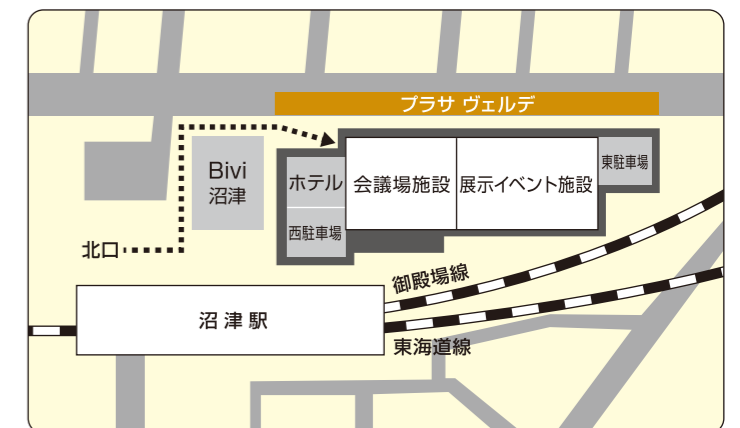 プラサ ヴェルデ
Bivi
沼津
ホテル
会議場施設
展示イベント施設
東駐車場
西駐車場
北口
御殿場線
沼津駅
東海道線